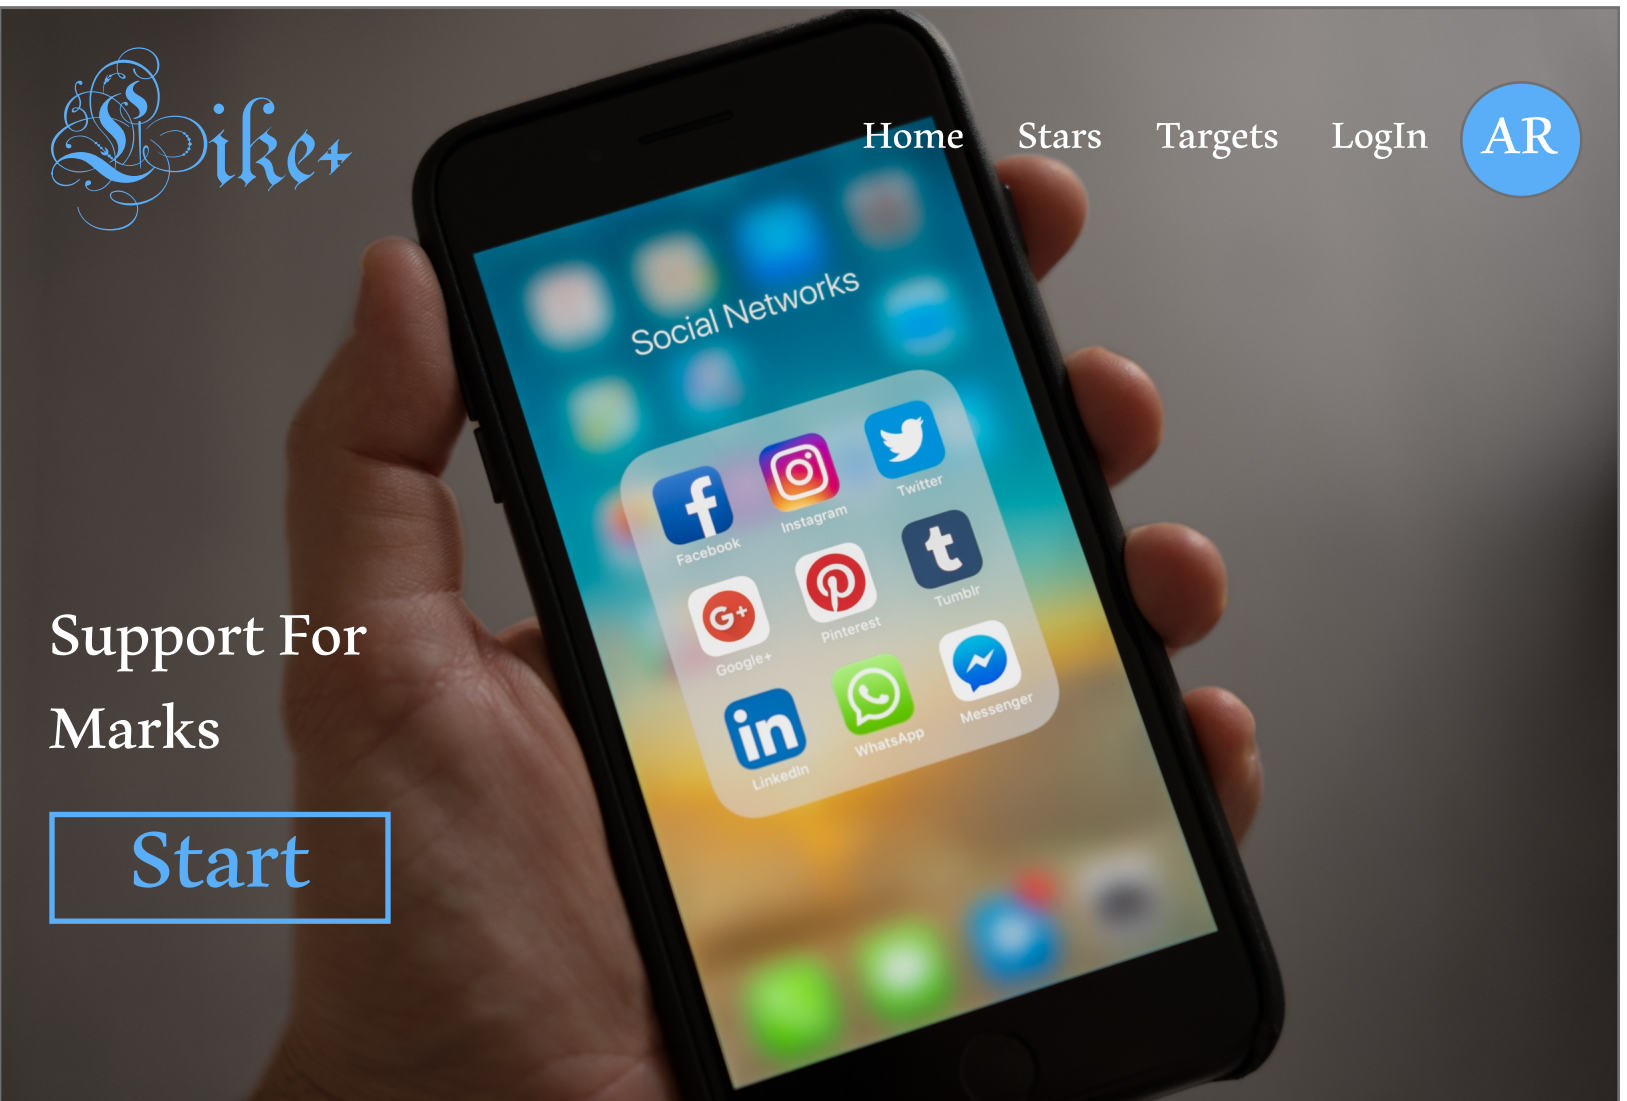 Like+
Home Stars Targets LogIn AR
Social Networks
Facebook Instagram Twitter
Google+ Pinterest Tumblr
LinkedIn WhatsApp Messenger
Support For
Marks
Start